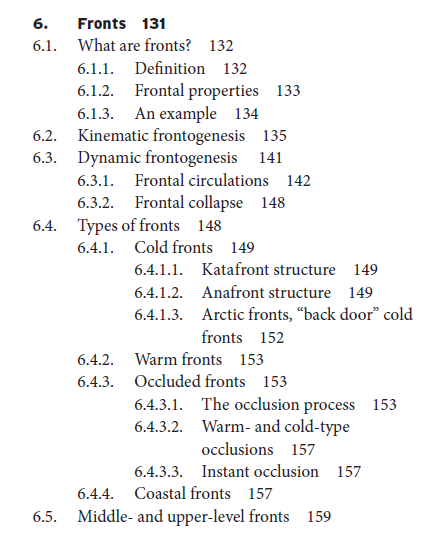 6. Fronts 131
6.1. What are fronts? 132
6.1.1. Definition 132
6.1.2. Frontal properties 133
6.1.3. An example 134
6.2. Kinematic frontogenesis 135
6.3. Dynamic frontogenesis 141
6.3.1. Frontal circulations 142
6.3.2. Frontal collapse 148
6.4. Types of fronts 148
6.4.1. Cold fronts 149
6.4.1.1. Katafront structure 149
6.4.1.2. Anafront structure 149
6.4.1.3. Arctic fronts, “back door” cold
fronts 152
6.4.2. Warm fronts 153
6.4.3. Occluded fronts 153
6.4.3.1. The occlusion process 153
6.4.3.2. Warm- and cold-type
occlusions 157
6.4.3.3. Instant occlusion 157
6.4.4. Coastal fronts 157
6.5. Middle- and upper-level fronts 159